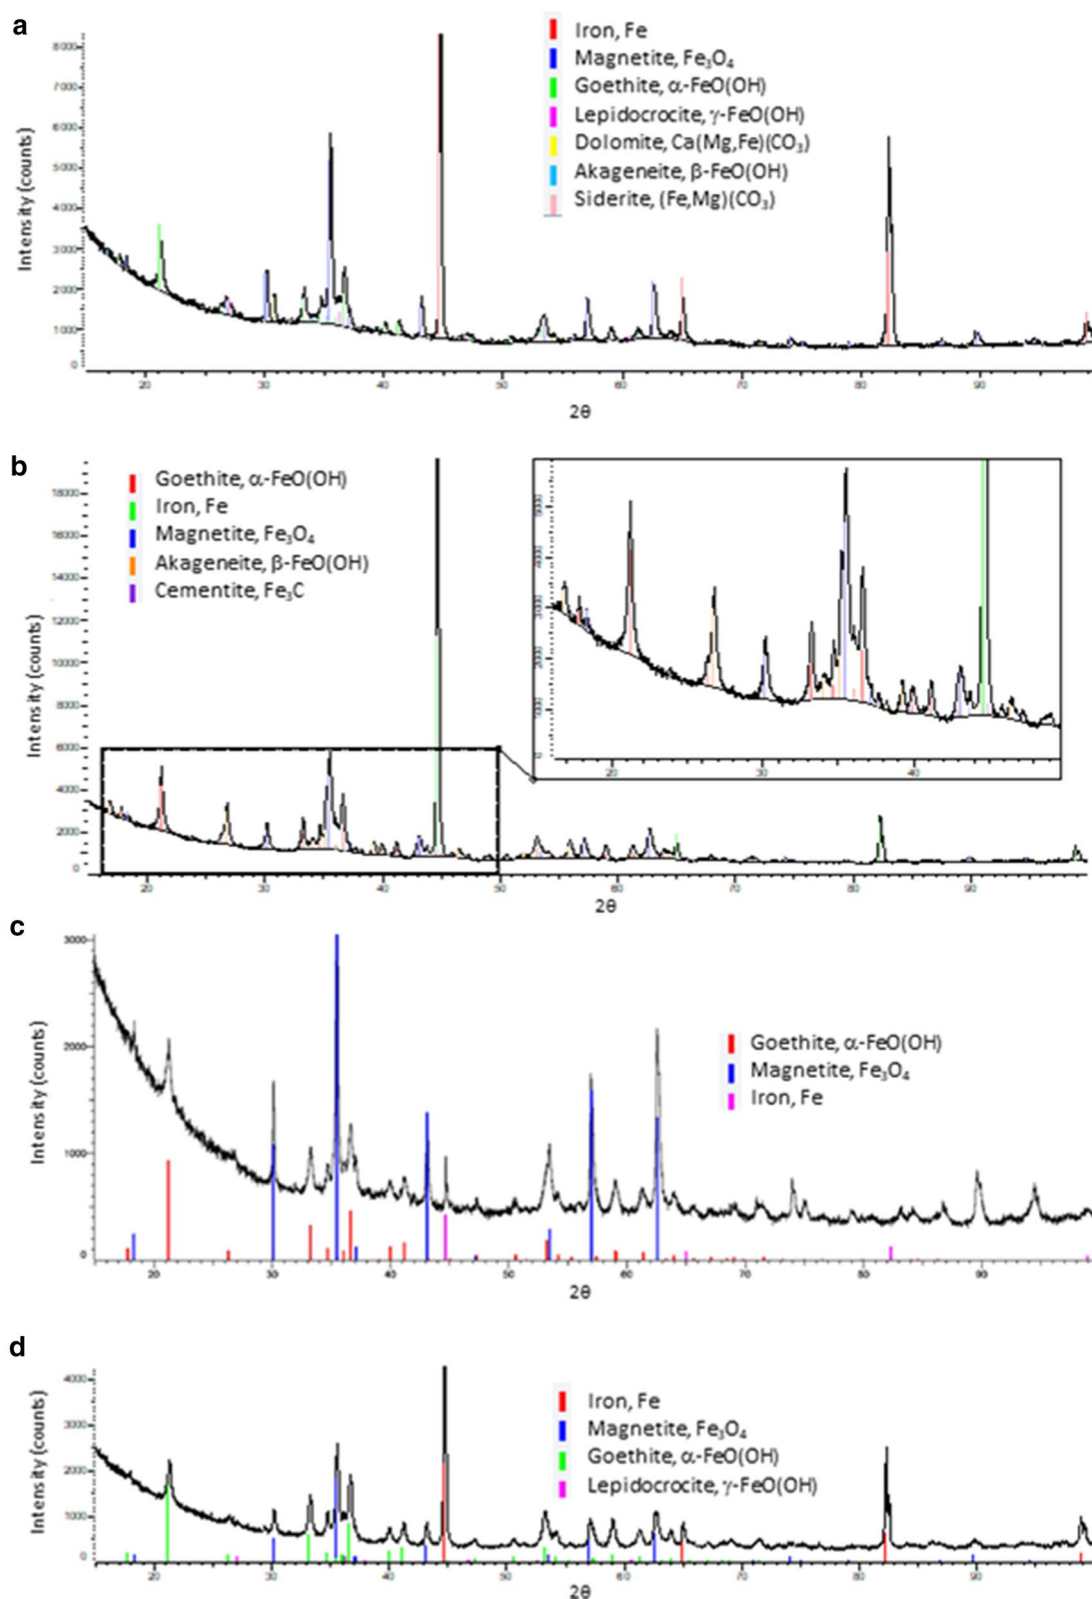 a
Iron, Fe
Magnetite, Fe₃O₄
Goethite, α-FeO(OH)
Lepidocrocite, γ-FeO(OH)
Dolomite, Ca(Mg,Fe)(CO₃)
Akageneite, β-FeO(OH)
Siderite, (Fe,Mg)(CO₃)
Intensity (counts)
8000
7000
6000
5000
4000
3000
2000
1000
0
20 30 40 50 60 70 80 90
2θ
b
Goethite, α-FeO(OH)
Iron, Fe
Magnetite, Fe₃O₄
Akageneite, β-FeO(OH)
Cementite, Fe₃C
Intensity (counts)
18000
16000
14000
12000
10000
8000
6000
4000
2000
0
5000
4000
3000
2000
1000
0
20 30 40
20 30 40 50 60 70 80 90
2θ
c
Goethite, α-FeO(OH)
Magnetite, Fe₃O₄
Iron, Fe
Intensity (counts)
3000
2000
1000
0
20 30 40 50 60 70 80 90
2θ
d
Iron, Fe
Magnetite, Fe₃O₄
Goethite, α-FeO(OH)
Lepidocrocite, γ-FeO(OH)
Intensity (counts)
4000
3000
2000
1000
0
20 30 40 50 60 70 80 90
2θ